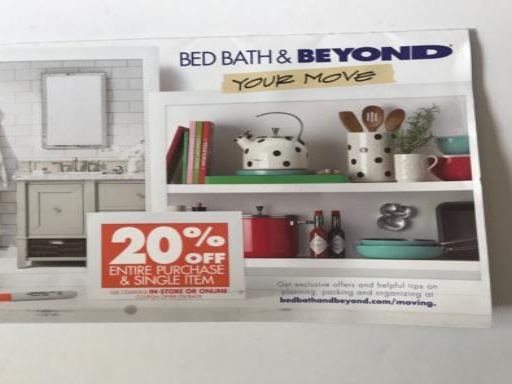 BED BATH & BEYOND
YOUR MOVE
20% OFF
ENTIRE PURCHASE
& SINGLE ITEM
IN-STORE OR ONLINE
Get exclusive offers and helpful tips on
planning, packing and organizing at
bedbathandbeyond.com/moving.